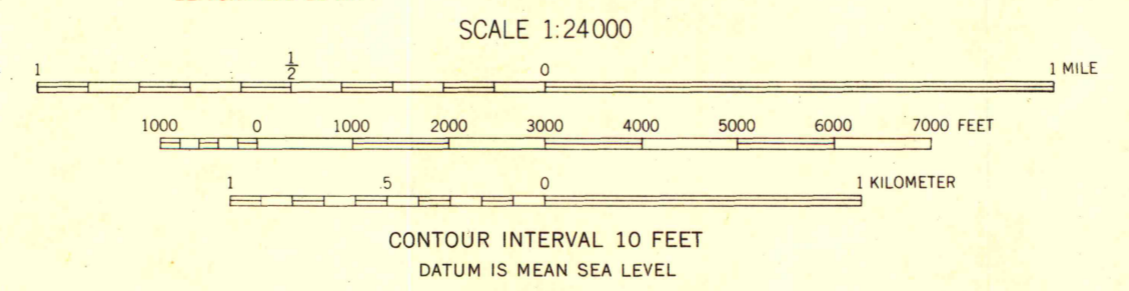 SCALE 1:24000
1 1/2 0 1 MILE
1000 0 1000 2000 3000 4000 5000 6000 7000 FEET
1 .5 0 1 KILOMETER
CONTOUR INTERVAL 10 FEET
DATUM IS MEAN SEA LEVEL